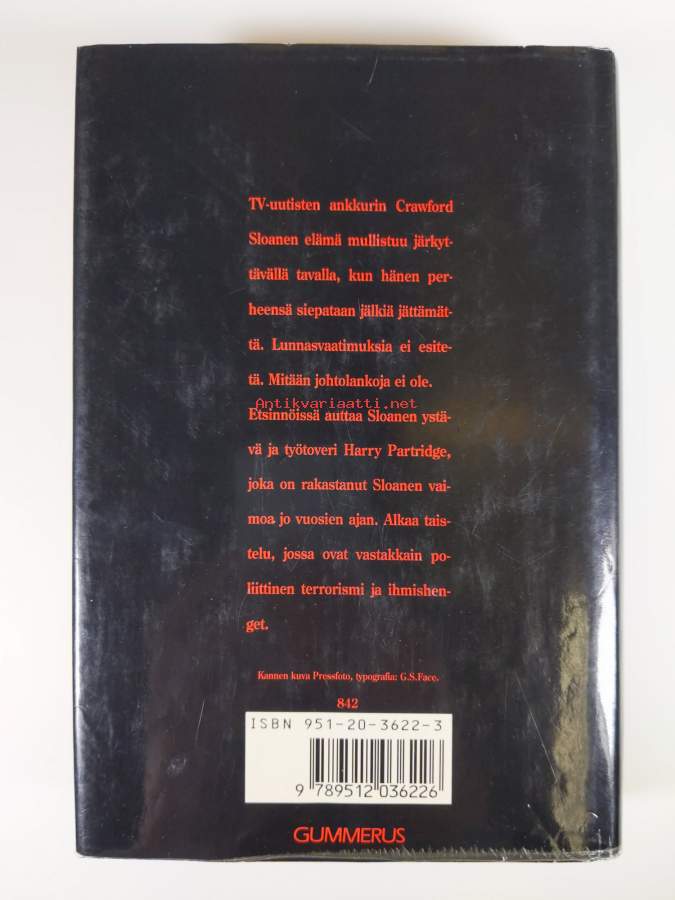 TV-uutisten ankkurin Crawford
Sloanen elämä mullistuu järkyt-
tävällä tavalla, kun hänen per-
heensä siepataan jälkiä jättämät-
tä. Lunnasvaatimuksia ei esite-
tä. Mitään johtolankoja ei ole.
Antikvariaatti.net
Etsinnöissä auttaa Sloanen ystä-
vä ja työtoveri Harry Partridge,
joka on rakastanut Sloanen vai-
moa jo vuosien ajan. Alkaa tais-
telu, jossa ovat vastakkain po-
liittinen terrorismi ja ihmishen-
get.
Kannen kuva Pressfoto, typografia: G.S.Face.
842
ISBN 951-20-3622-3
9 789512 036226
GUMMERUS